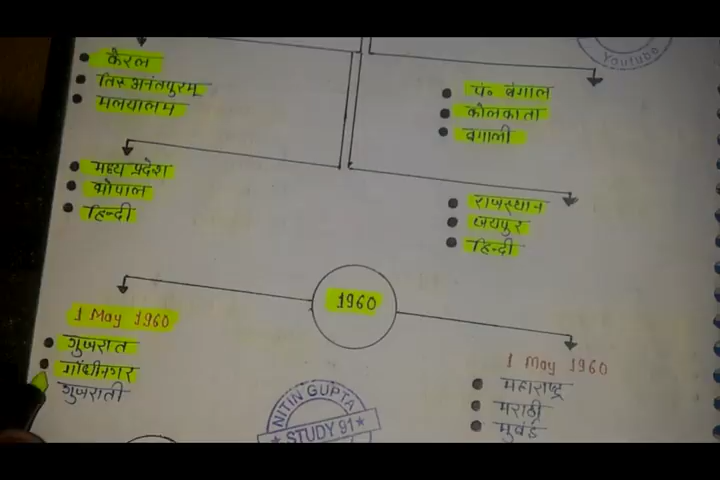 Youtube
केरल
तिरुअनंतपुरम
मलयालम
पं० बंगाल
कोलकाता
बंगाली
मध्य प्रदेश
भोपाल
हिन्दी
राजस्थान
जयपुर
हिन्दी
1960
1 May 1960
गुजरात
गाँधीनगर
गुजराती
1 May 1960
महाराष्ट्र
मराठी
मुंबई
NITIN GUPTA
STUDY 91